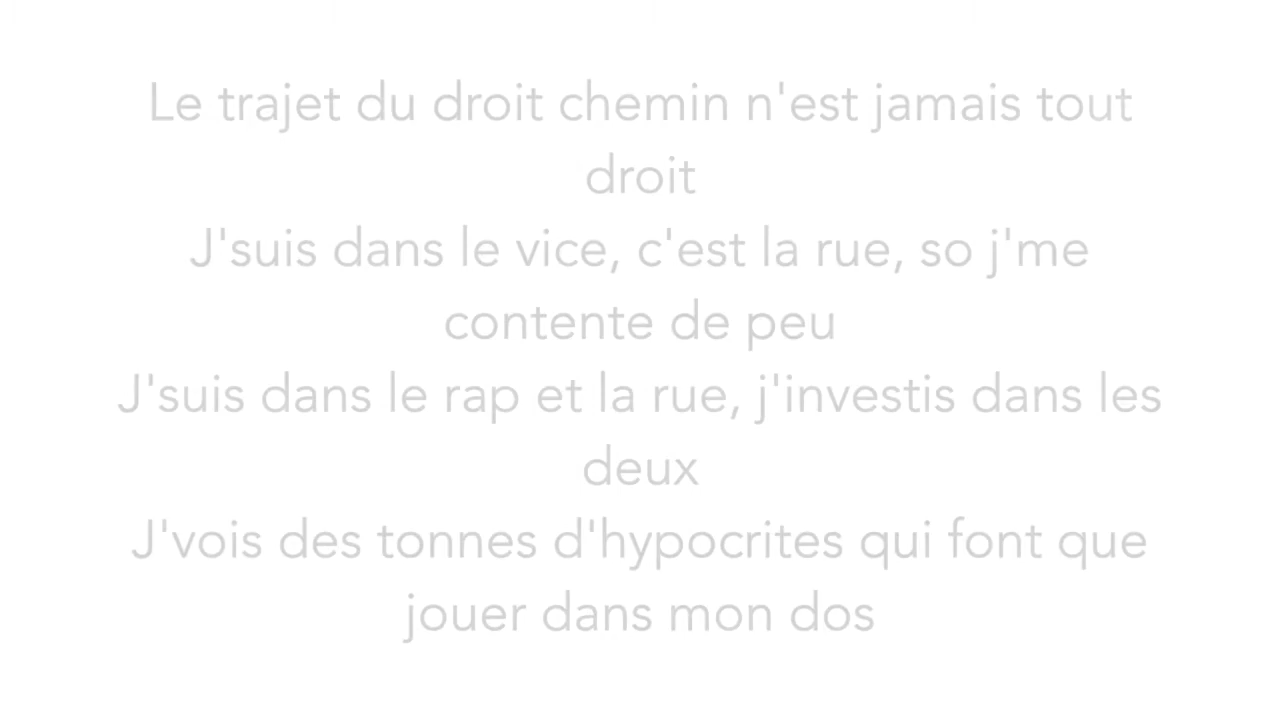 Le trajet du droit chemin n'est jamais tout
droit
J'suis dans le vice, c'est la rue, so j'me
contente de peu
J'suis dans le rap et la rue, j'investis dans les
deux
J'vois des tonnes d'hypocrites qui font que
jouer dans mon dos